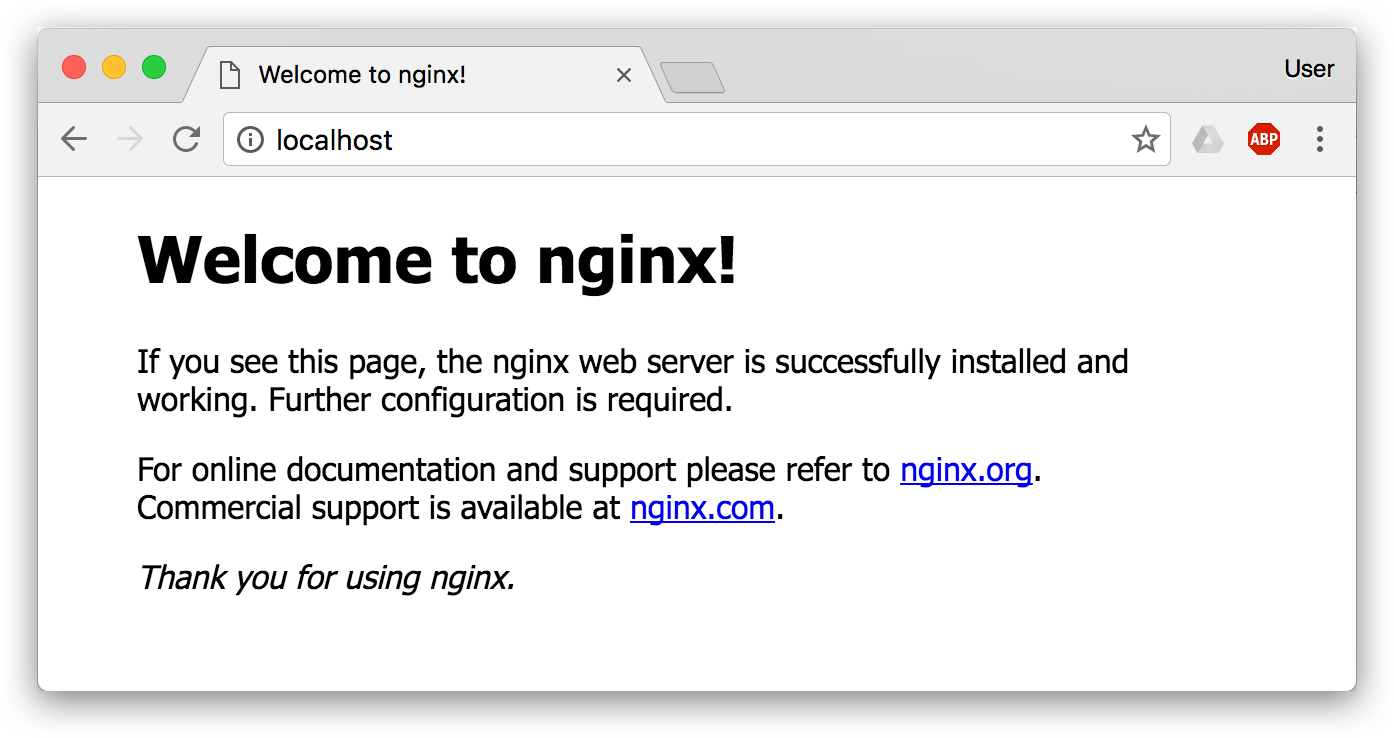 Welcome to nginx!
User
localhost
ABP
Welcome to nginx!
If you see this page, the nginx web server is successfully installed and
working. Further configuration is required.
For online documentation and support please refer to nginx.org.
Commercial support is available at nginx.com.
Thank you for using nginx.